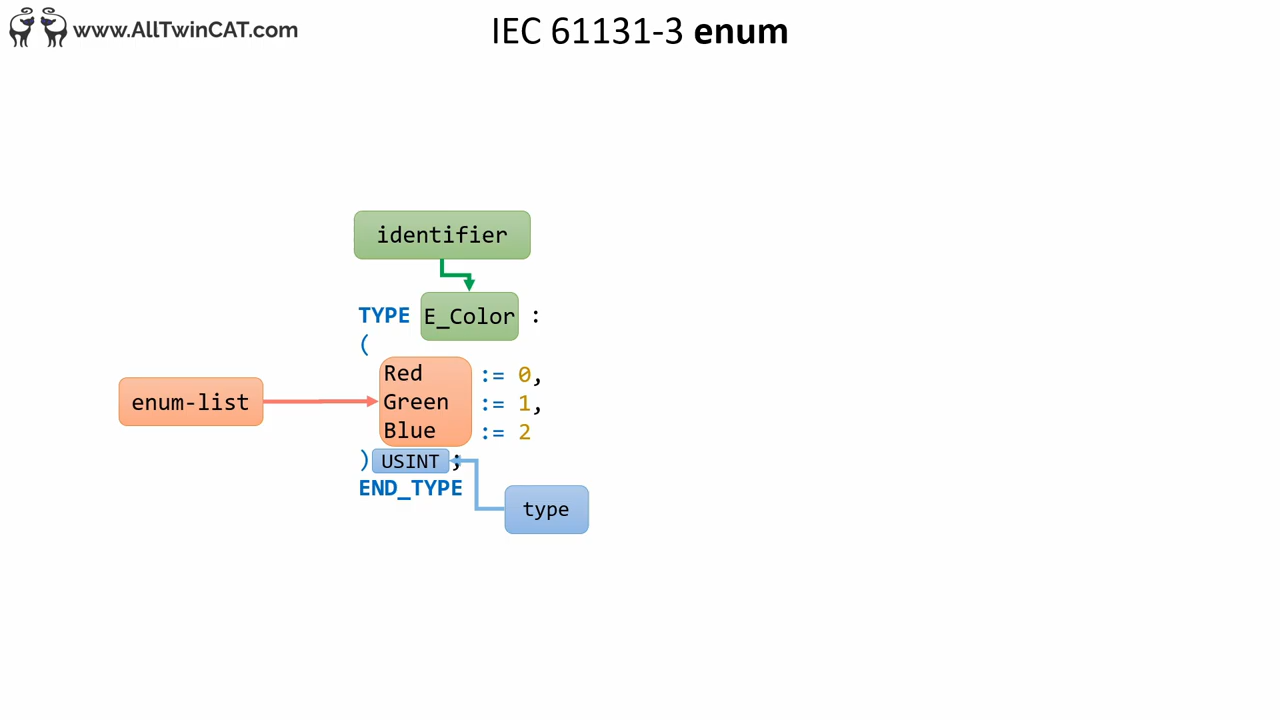 www.AllTwinCAT.com
IEC 61131-3 enum
identifier
TYPE E_Color :
(
Red := 0,
enum-list
Green := 1,
Blue := 2
) USINT ;
END_TYPE
type